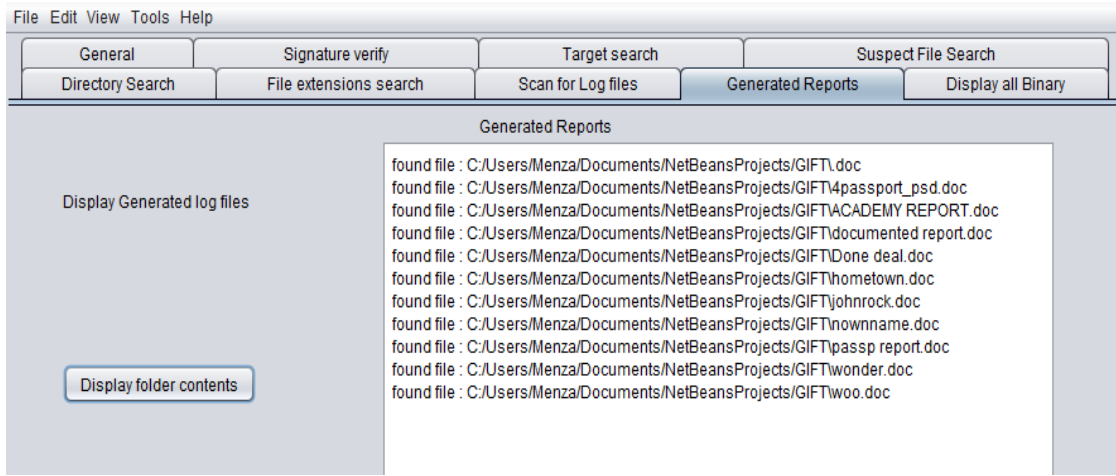 File Edit View Tools Help
General Signature verify Target search Suspect File Search
Directory Search File extensions search Scan for Log files Generated Reports Display all Binary
Generated Reports
Display Generated log files
found file : C:/Users/Menza/Documents/NetBeansProjects/GIFT\.doc
found file : C:/Users/Menza/Documents/NetBeansProjects/GIFT\4passport_psd.doc
found file : C:/Users/Menza/Documents/NetBeansProjects/GIFT\ACADEMY REPORT.doc
found file : C:/Users/Menza/Documents/NetBeansProjects/GIFT\documented report.doc
found file : C:/Users/Menza/Documents/NetBeansProjects/GIFT\Done deal.doc
found file : C:/Users/Menza/Documents/NetBeansProjects/GIFT\hometown.doc
found file : C:/Users/Menza/Documents/NetBeansProjects/GIFT\johnrock.doc
found file : C:/Users/Menza/Documents/NetBeansProjects/GIFT\nownname.doc
found file : C:/Users/Menza/Documents/NetBeansProjects/GIFT\passp report.doc
found file : C:/Users/Menza/Documents/NetBeansProjects/GIFT\wonder.doc
found file : C:/Users/Menza/Documents/NetBeansProjects/GIFT\woo.doc
Display folder contents